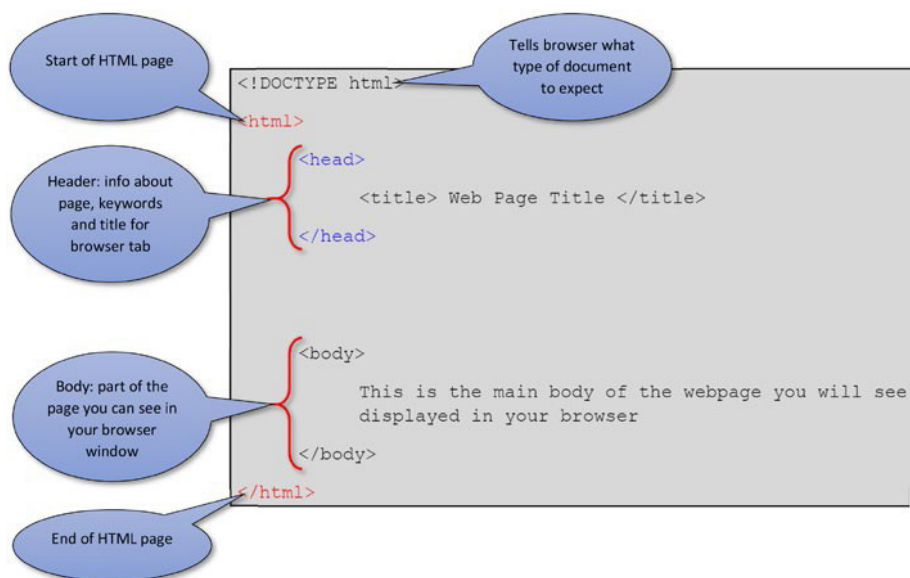 Start of HTML page
Tells browser what
type of document
to expect
<!DOCTYPE html>
<html>
<head>
Header: info about
page, keywords
and title for
browser tab
<title> Web Page Title </title>
</head>
<body>
Body: part of the
page you can see in
your browser
window
This is the main body of the webpage you will see
displayed in your browser
</body>
</html>
End of HTML page